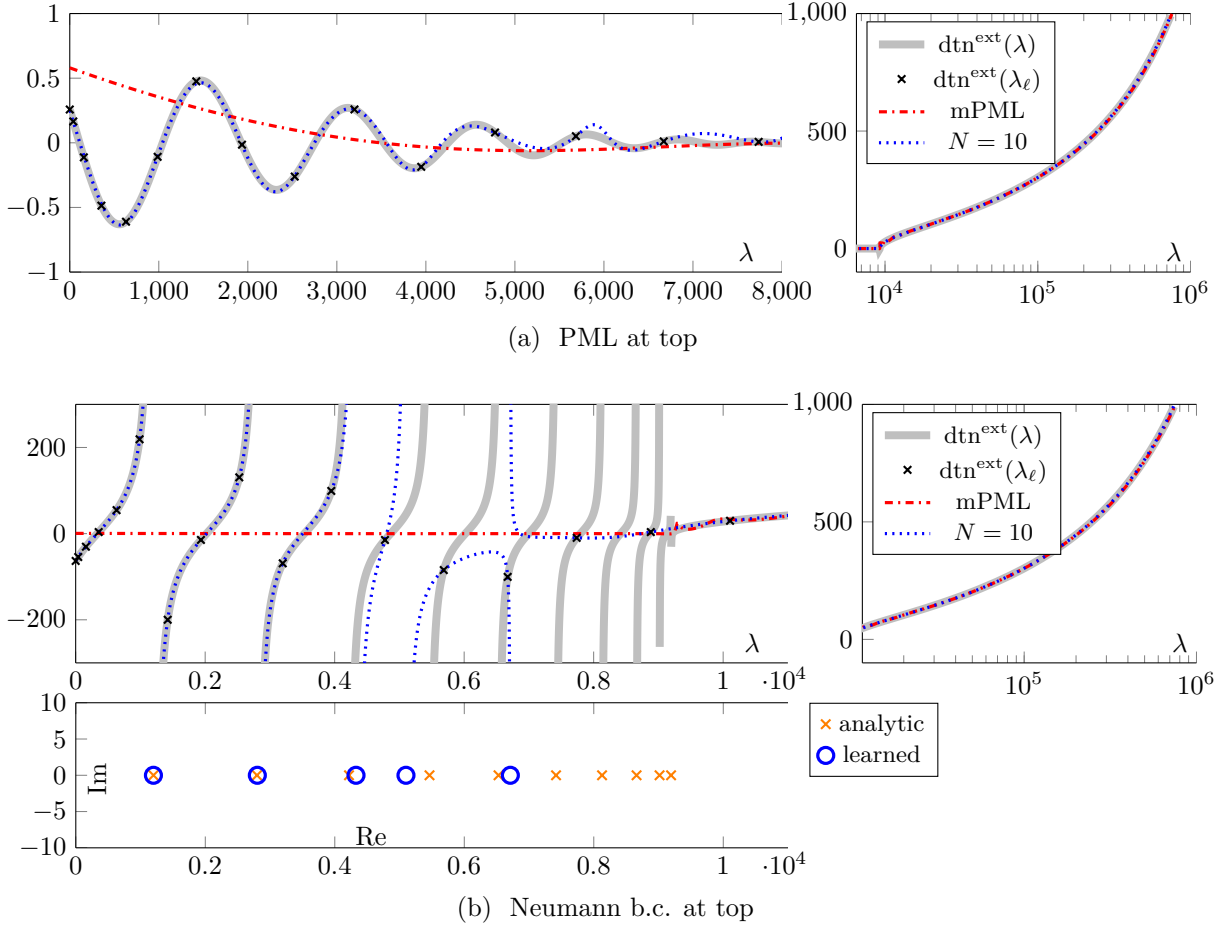 1
0.5
0
−0.5
−1
0 1,000 2,000 3,000 4,000 5,000 6,000 7,000 8,000
λ
1,000
500
0
10^4 10^5 10^6
λ
dtn^ext(λ)
dtn^ext(λ_ℓ)
mPML
N = 10
(a) PML at top
200
0
−200
0 0.2 0.4 0.6 0.8 1 ·10^4
λ
1,000
500
0
10^5 10^6
λ
dtn^ext(λ)
dtn^ext(λ_ℓ)
mPML
N = 10
10
5
0
−5
−10
Im
Re
0 0.2 0.4 0.6 0.8 1 ·10^4
analytic
learned
(b) Neumann b.c. at top